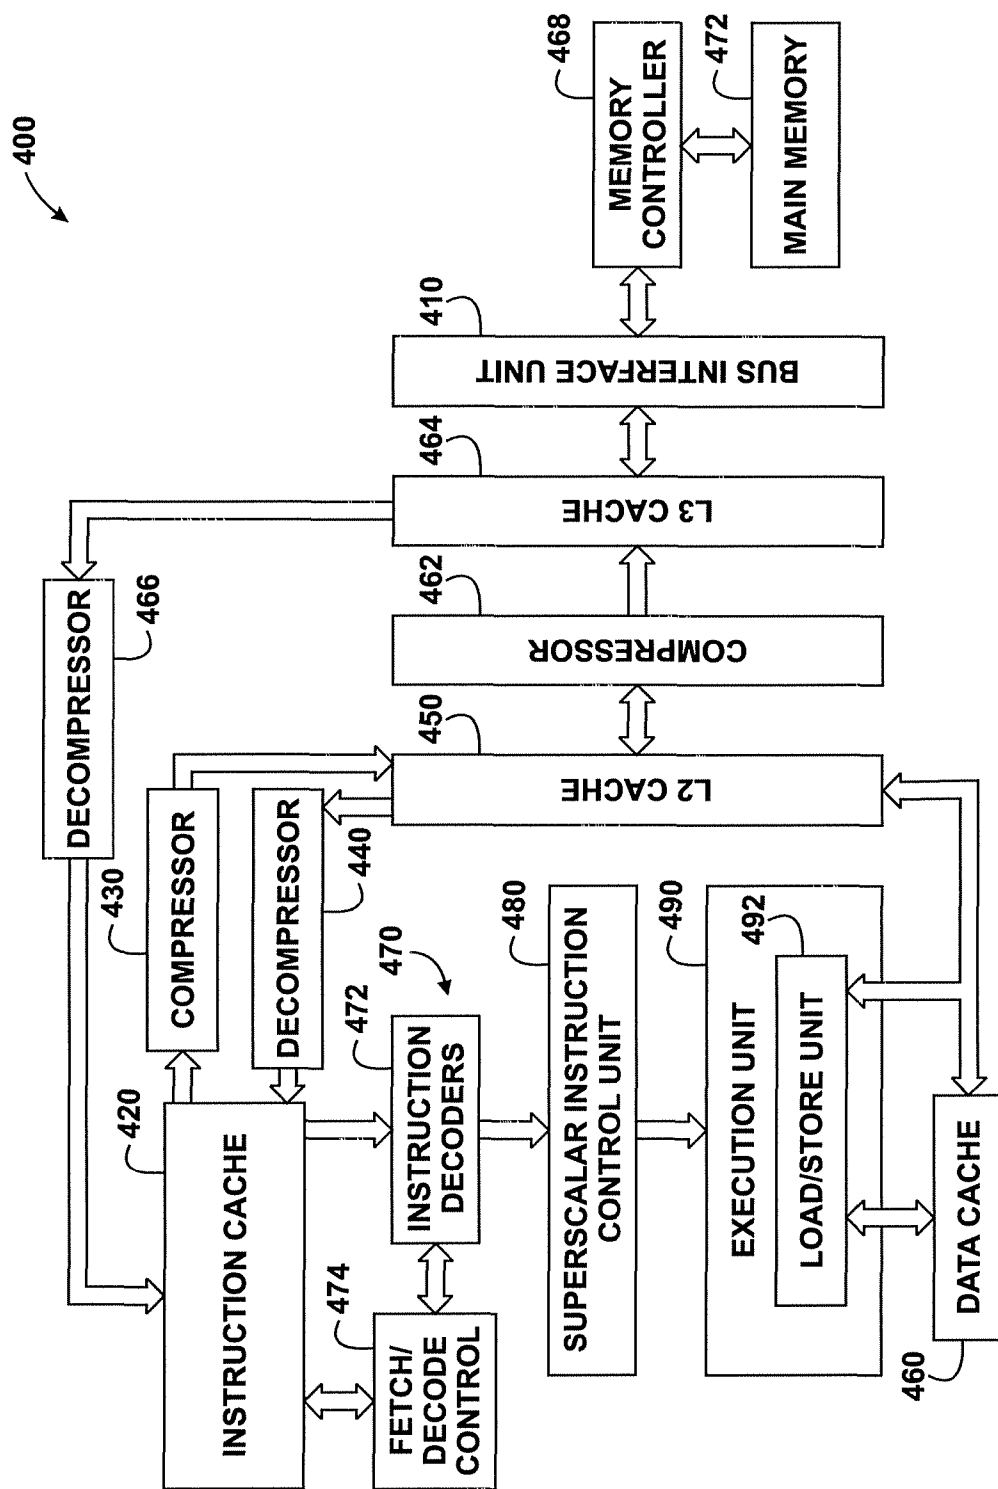 400
DECOMPRESSOR
466
430
COMPRESSOR
420
INSTRUCTION CACHE
DECOMPRESSOR
440
474
FETCH/
DECODE
CONTROL
472
470
INSTRUCTION
DECODERS
450
L2 CACHE
462
COMPRESSOR
464
L3 CACHE
410
BUS INTERFACE UNIT
468
MEMORY
CONTROLLER
472
MAIN MEMORY
480
SUPERSCALAR INSTRUCTION
CONTROL UNIT
490
EXECUTION UNIT
492
LOAD/STORE UNIT
460
DATA CACHE